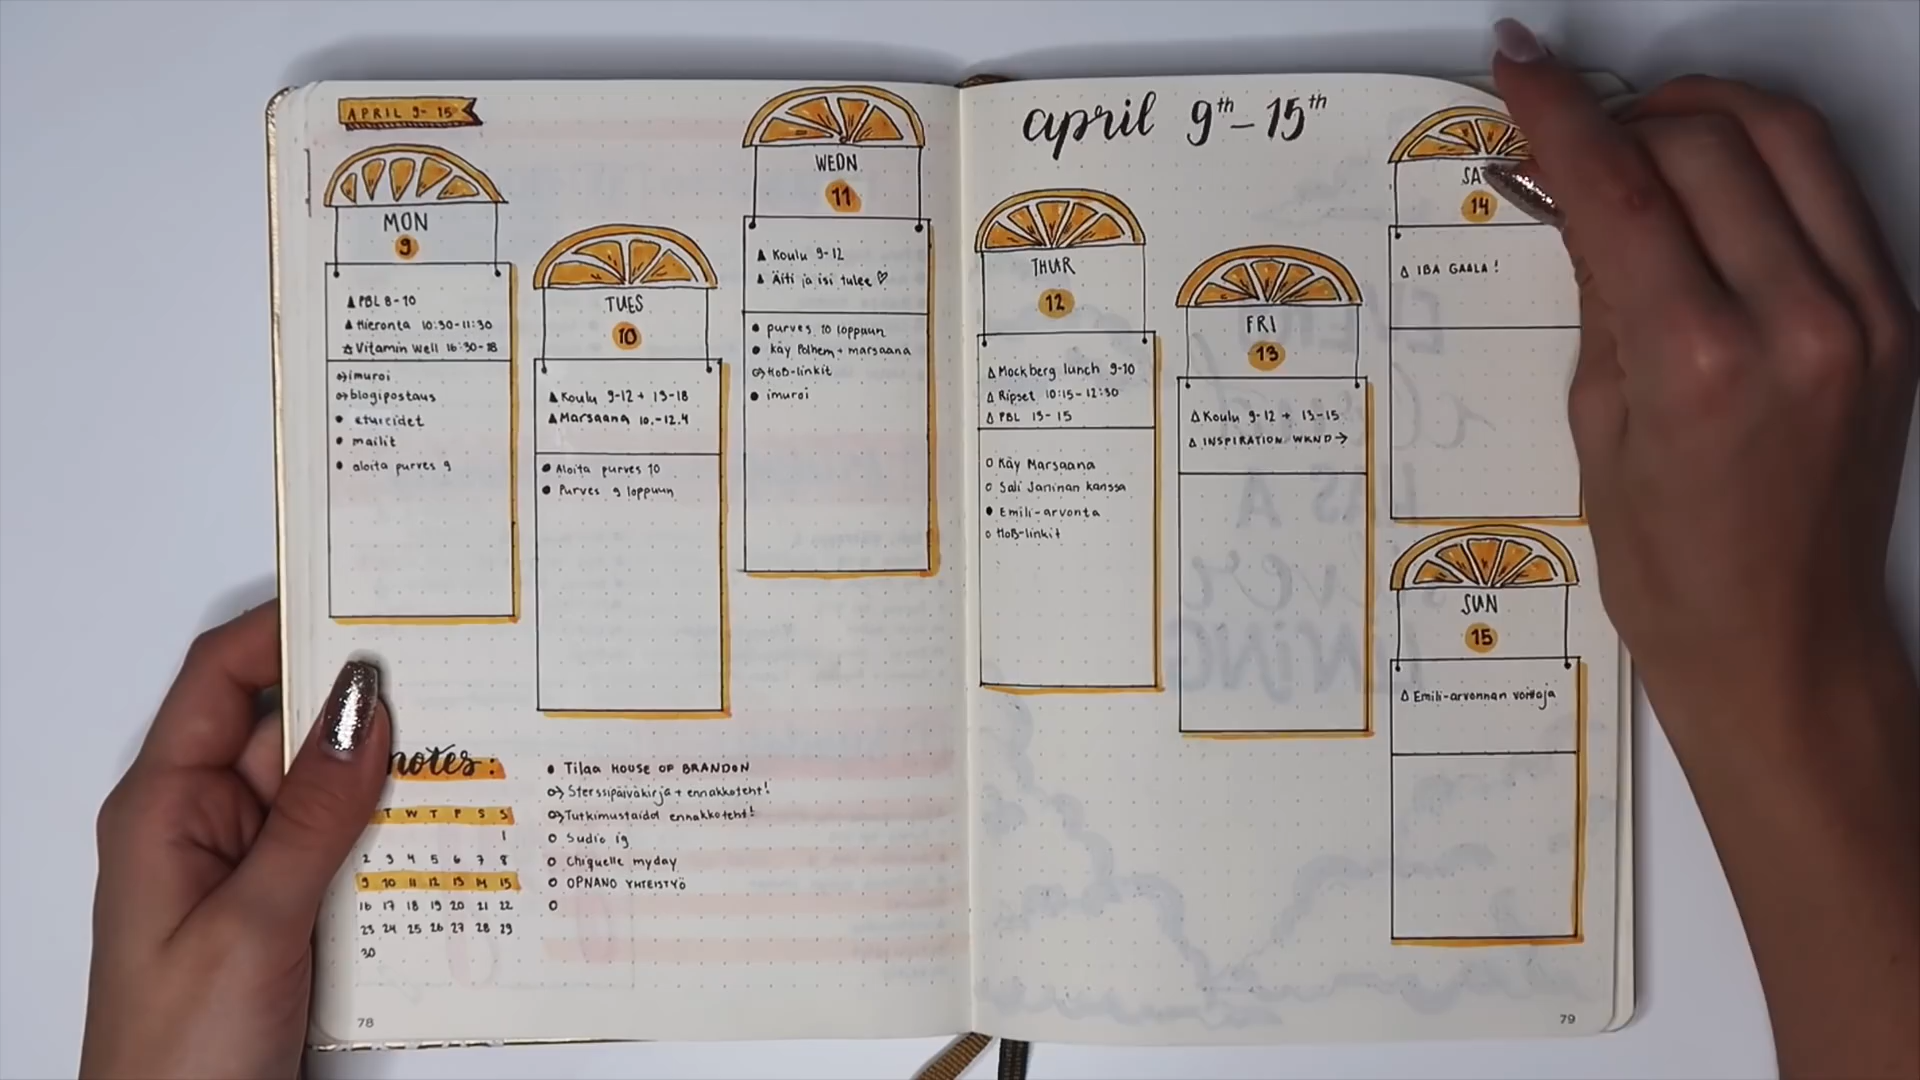 APRIL 9-15
MON
9
PBL 8-10
Hieronta 10:30-11:30
Vitamin Well 16:30-18
imuroi
blogipostaus
mailit
aloita purves 9
TUES
10
Koulu 9-12 + 13-18
Marsaana 10.-12.4
Aloita purves 10
Purves 9 loppuun
WEDN
11
Koulu 9-12
Äiti ja isi tulee ♡
purves 10 loppuun
käy Polhem + marsaana
HoB-linkit
imuroi
notes:
T W T F S S
1
2 3 4 5 6 7 8
9 10 11 12 13 14 15
16 17 18 19 20 21 22
23 24 25 26 27 28 29
30
Tilaa HOUSE OF BRANDON
Sterssipäiväkirja + ennakkoteht!
Tutkimustaidot ennakkoteht!
Sudio ig
Chiquelle myday
OPNANO YHTEISTYÖ
78
april 9th-15th
THUR
12
Mockberg lunch 9-10
Ripset 10:15-12:30
PBL 13-15
Käy Marsaana
Sali Janinan kanssa
Emili-arvonta
HoB-linkit
FRI
13
Koulu 9-12 + 13-15
INSPIRATION WKND→
SA
14
IBA GAALA!
SUN
15
Emili-arvonnan voittaja
79